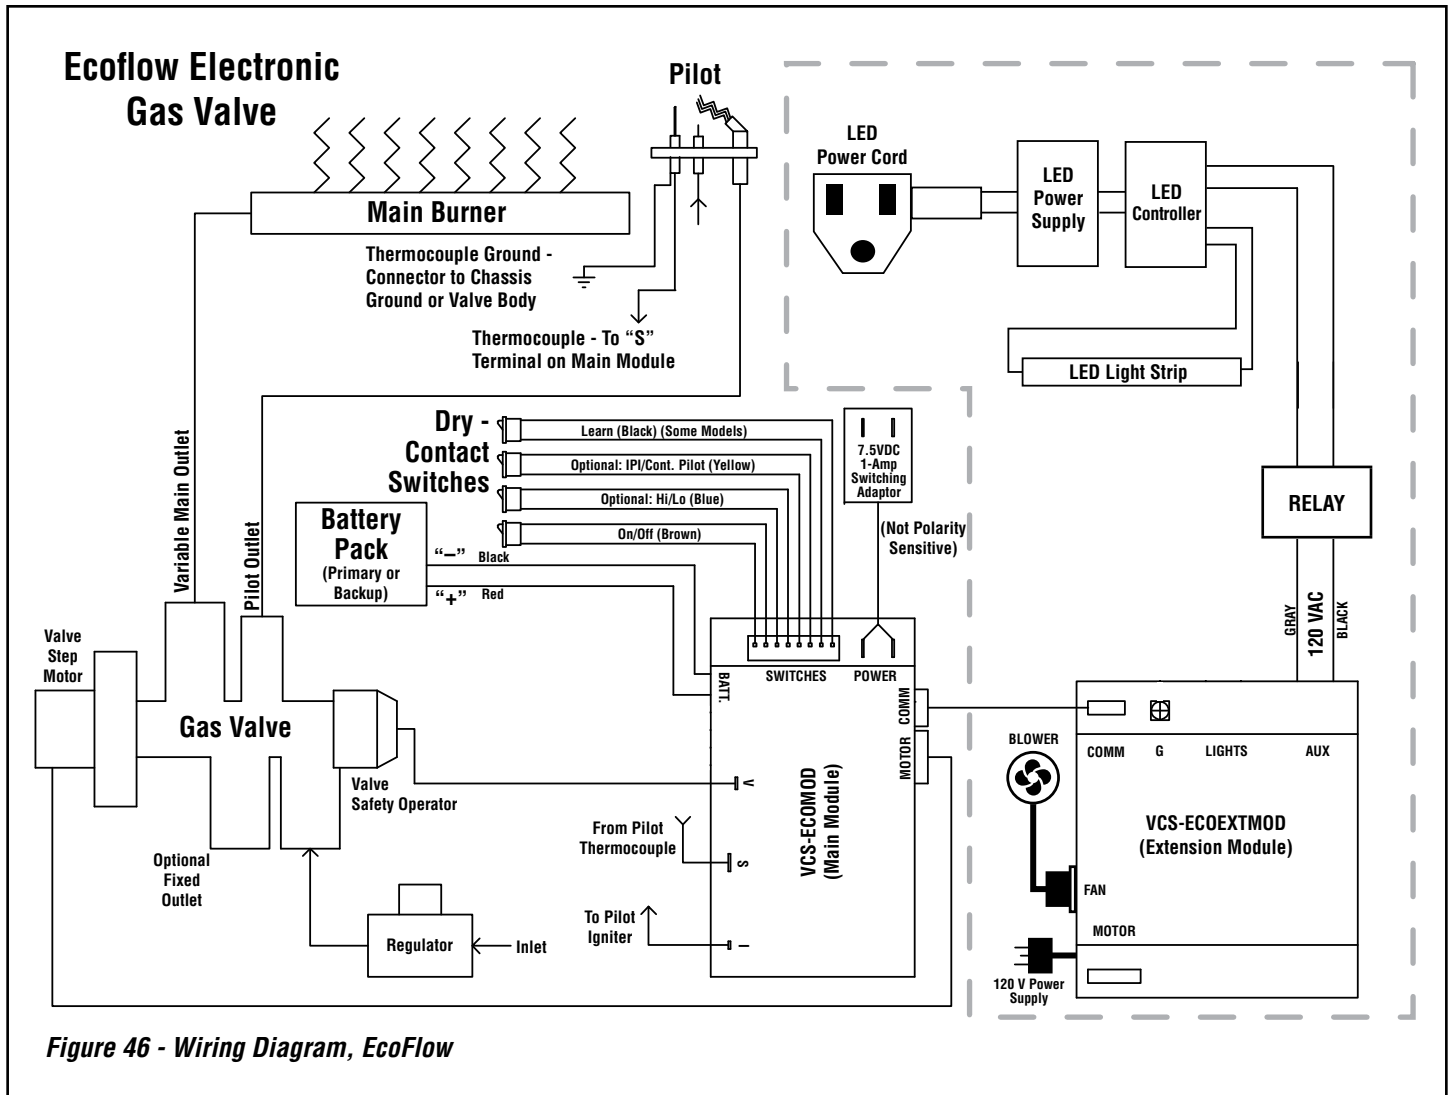 Ecoflow Electronic
Gas Valve
Pilot
Main Burner
Thermocouple Ground -
Connector to Chassis
Ground or Valve Body
Thermocouple - To “S”
Terminal on Main Module
LED
Power Cord
LED
Power
Supply
LED
Controller
LED Light Strip
Dry -
Contact
Switches
Learn (Black) (Some Models)
Optional: IPI/Cont. Pilot (Yellow)
Optional: Hi/Lo (Blue)
On/Off (Brown)
7.5VDC
1-Amp
Switching
Adaptor
(Not Polarity
Sensitive)
RELAY
GRAY
120 VAC
BLACK
Battery
Pack
(Primary or
Backup)
“–”
Black
“+”
Red
Variable Main Outlet
Pilot Outlet
Valve
Step
Motor
Gas Valve
Valve
Safety Operator
Optional
Fixed
Outlet
Regulator
Inlet
SWITCHES
POWER
BATT.
COMM
MOTOR
V
S
I
VCS-ECOMOD
(Main Module)
From Pilot
Thermocouple
To Pilot
Igniter
BLOWER
COMM
G
LIGHTS
AUX
VCS-ECOEXTMOD
(Extension Module)
FAN
MOTOR
120 V Power
Supply
Figure 46 - Wiring Diagram, EcoFlow